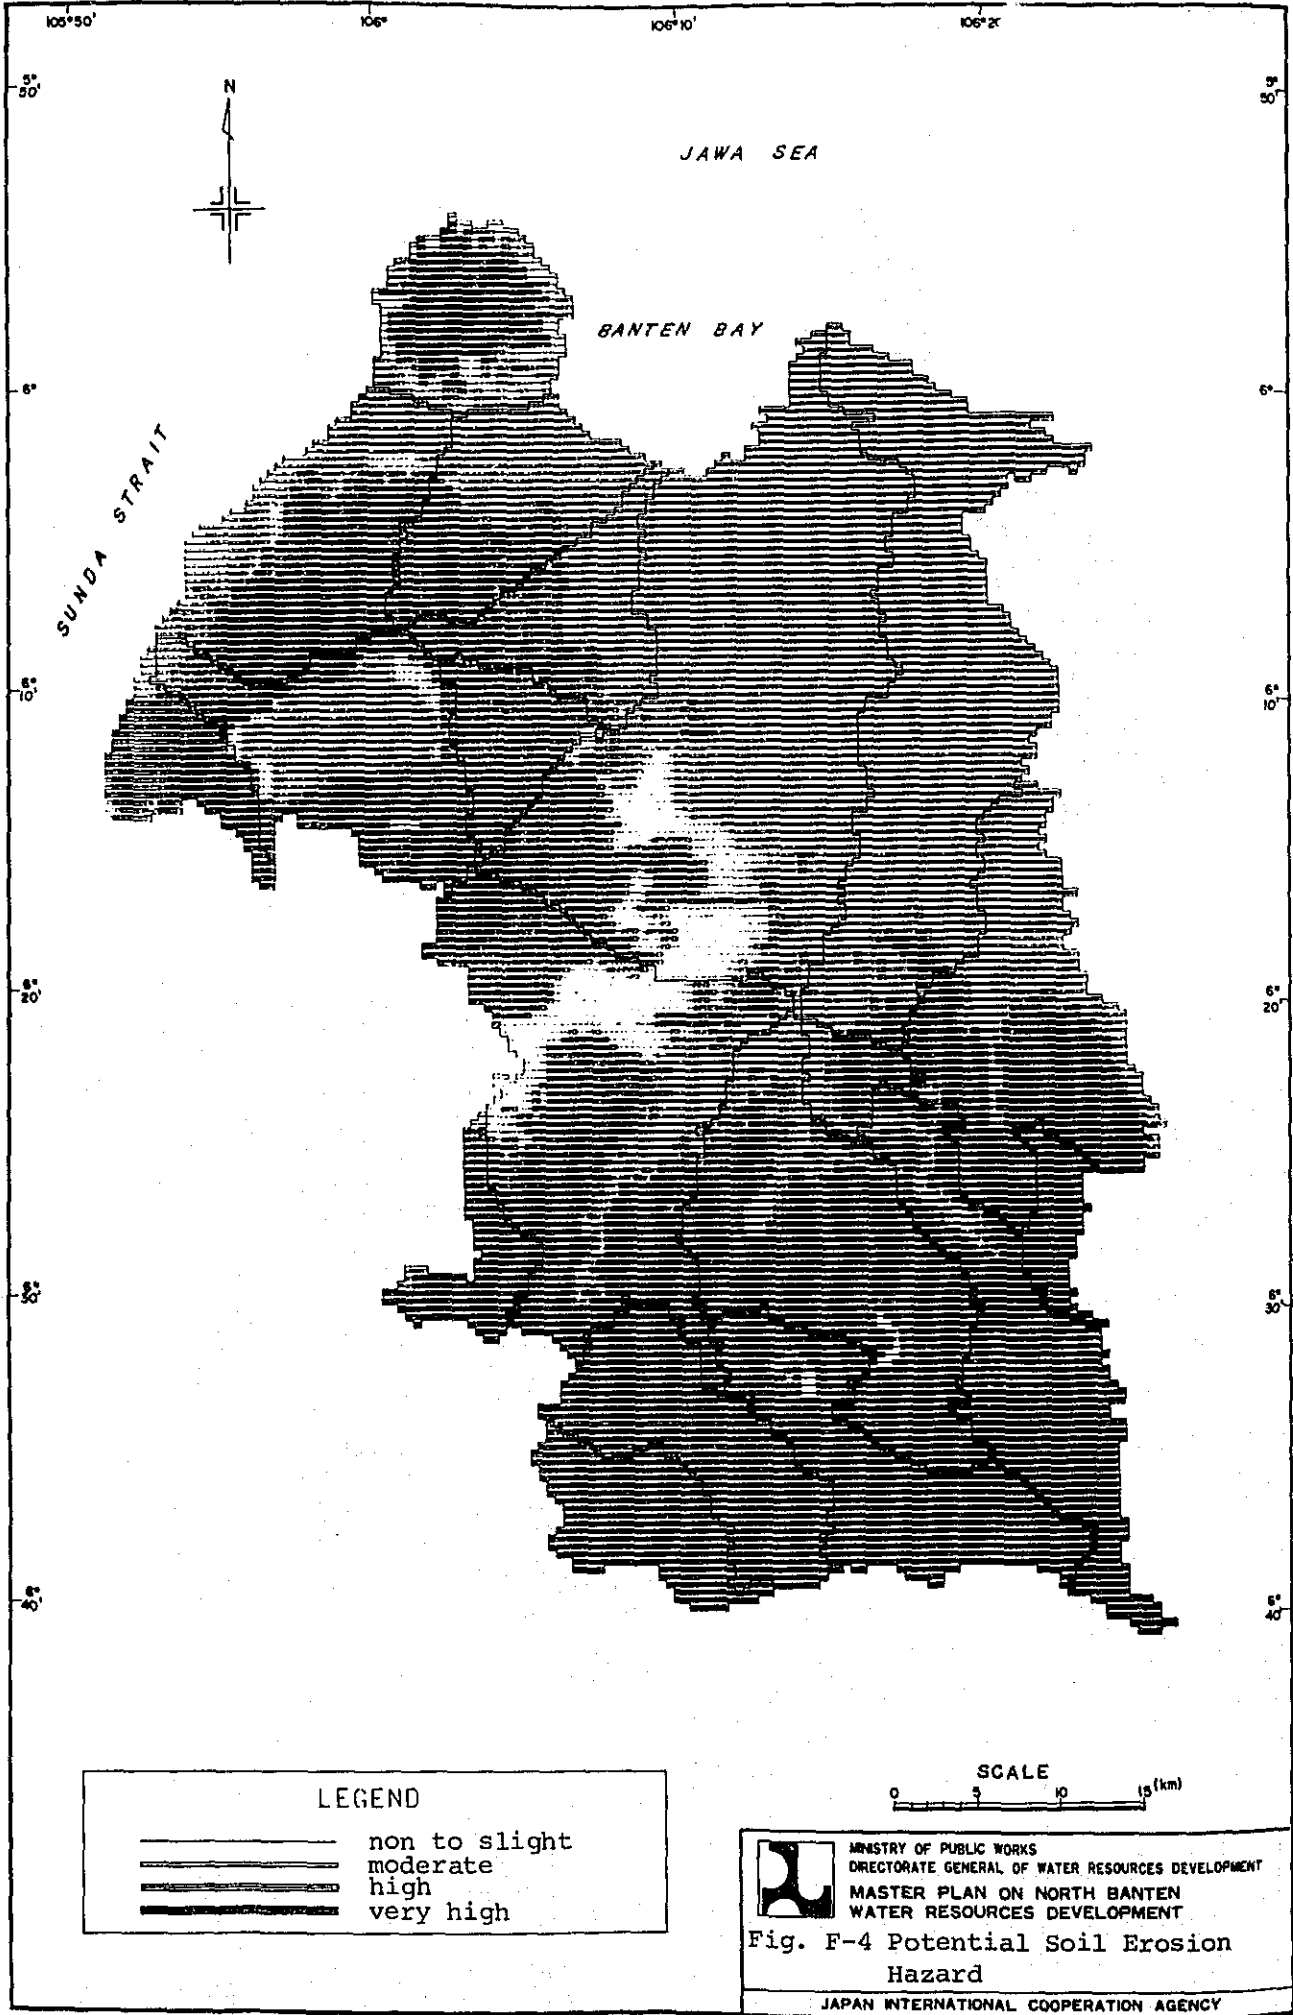 105°50'
106°
106°10'
5°
50'
N
5°
50'
JAWA SEA
BANTEN BAY
6°
6°
SUNDA STRAIT
6°
10'
6°
10'
6°
20'
6°
20'
6°
30'
6°
30'
6°
40'
6°
40'
SCALE
0 5 10 15 (km)
LEGEND
non to slight
moderate
high
very high
MINISTRY OF PUBLIC WORKS
DIRECTORATE GENERAL OF WATER RESOURCES DEVELOPMENT
MASTER PLAN ON NORTH BANTEN
WATER RESOURCES DEVELOPMENT
Fig. F-4 Potential Soil Erosion
Hazard
JAPAN INTERNATIONAL COOPERATION AGENCY